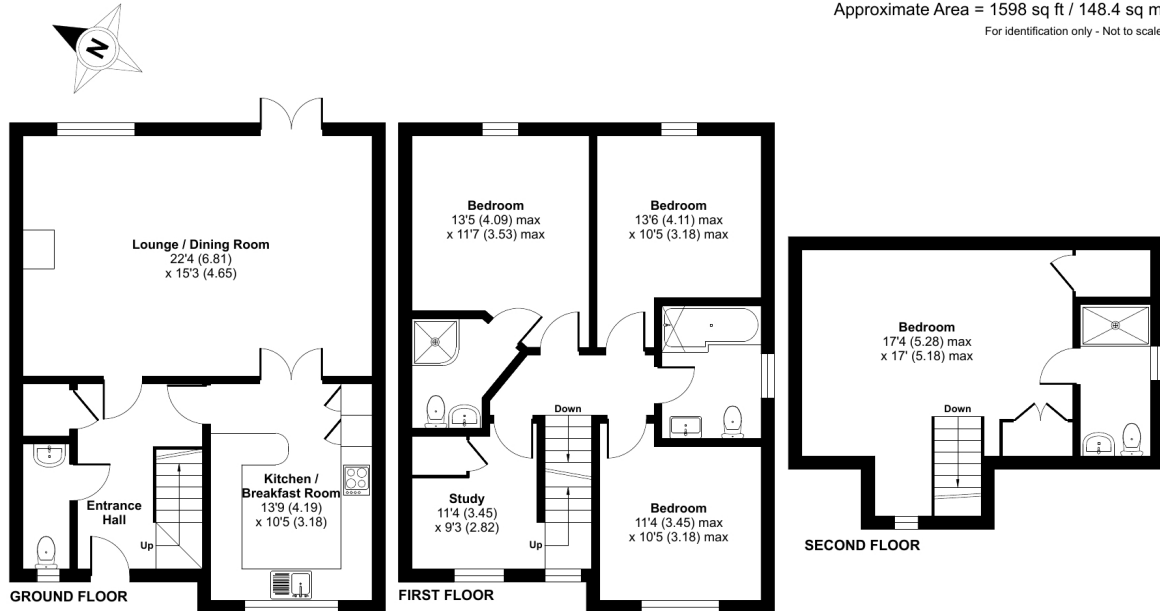 Approximate Area = 1598 sq ft / 148.4 sq m
For identification only - Not to scale
N
Lounge / Dining Room
22'4 (6.81)
x 15'3 (4.65)
Kitchen /
Breakfast Room
13'9 (4.19)
x 10'5 (3.18)
Entrance
Hall
Up
GROUND FLOOR
Bedroom
13'5 (4.09) max
x 11'7 (3.53) max
Bedroom
13'6 (4.11) max
x 10'5 (3.18) max
Down
Study
11'4 (3.45)
x 9'3 (2.82)
Up
Bedroom
11'4 (3.45) max
x 10'5 (3.18) max
FIRST FLOOR
Bedroom
17'4 (5.28) max
x 17' (5.18) max
Down
SECOND FLOOR